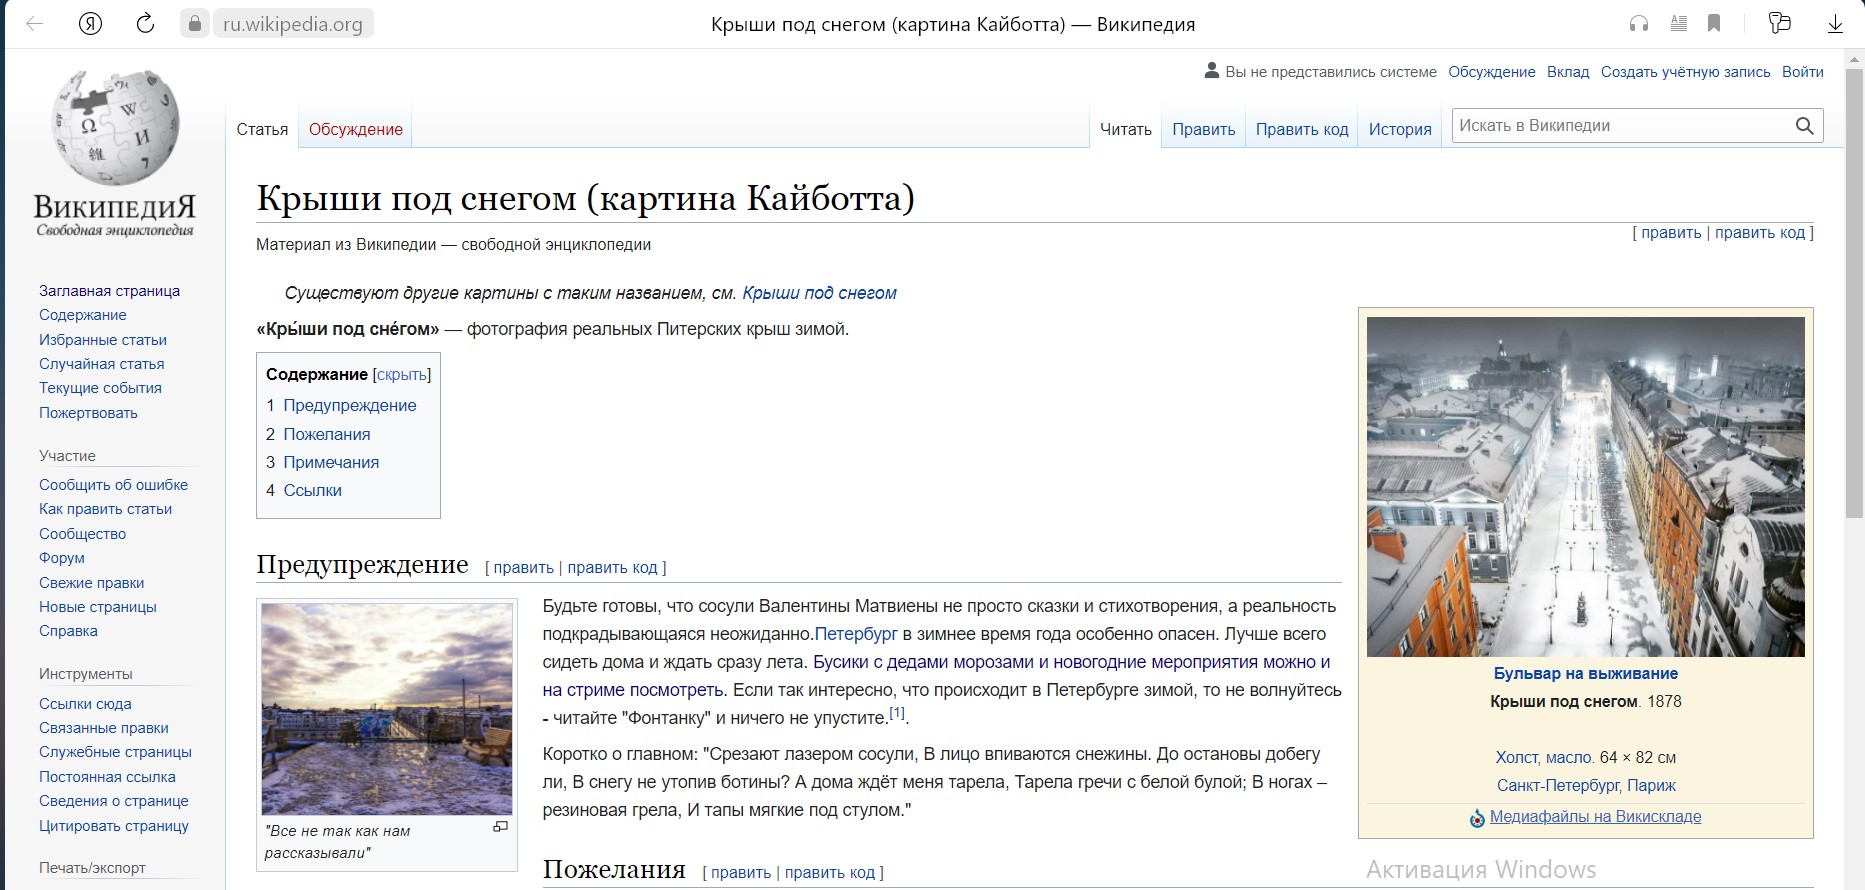 ru.wikipedia.org
Крыши под снегом (картина Кайботта) — Википедия
Вы не представились системе Обсуждение Вклад Создать учётную запись Войти
Статья Обсуждение Читать Править Править код История Искать в Википедии
ВикипедиЯ
Свободная энциклопедия
Заглавная страница
Содержание
Избранные статьи
Случайная статья
Текущие события
Пожертвовать
Участие
Сообщить об ошибке
Как править статьи
Сообщество
Форум
Свежие правки
Новые страницы
Справка
Инструменты
Ссылки сюда
Связанные правки
Служебные страницы
Постоянная ссылка
Сведения о странице
Цитировать страницу
Печать/экспорт
Крыши под снегом (картина Кайботта)
Материал из Википедии — свободной энциклопедии
[ править | править код ]
Существуют другие картины с таким названием, см. Крыши под снегом
«Кры́ши под сне́гом» — фотография реальных Питерских крыш зимой.
Содержание [скрыть]
1 Предупреждение
2 Пожелания
3 Примечания
4 Ссылки
Предупреждение [ править | править код ]
"Все не так как нам
рассказывали"
Будьте готовы, что сосули Валентины Матвиены не просто сказки и стихотворения, а реальность
подкрадывающаяся неожиданно.Петербург в зимнее время года особенно опасен. Лучше всего
сидеть дома и ждать сразу лета. Бусики с дедами морозами и новогодние мероприятия можно и
на стриме посмотреть. Если так интересно, что происходит в Петербурге зимой, то не волнуйтесь
- читайте "Фонтанку" и ничего не упустите.[1].
Коротко о главном: "Срезают лазером сосули, В лицо впиваются снежины. До остановы добегу
ли, В снегу не утопив ботины? А дома ждёт меня тарела, Тарела гречи с белой булой; В ногах –
резиновая грела, И тапы мягкие под стулом."
Пожелания [ править | править код ]
Бульвар на выживание
Крыши под снегом. 1878
Холст, масло. 64 × 82 см
Санкт-Петербург, Париж
Медиафайлы на Викискладе
Активация Windows